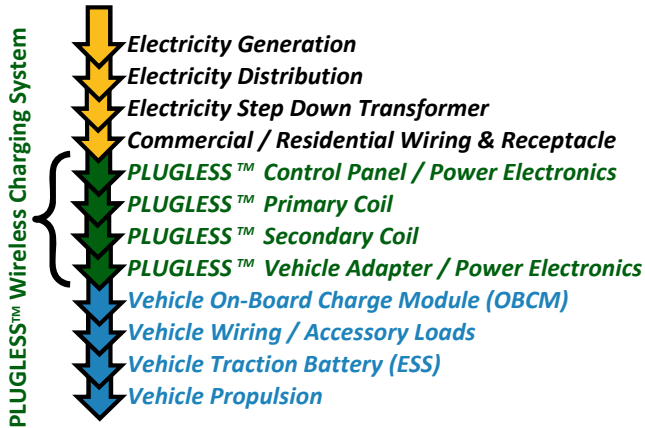 PLUGLESS™ Wireless Charging System
Electricity Generation
Electricity Distribution
Electricity Step Down Transformer
Commercial / Residential Wiring & Receptacle
PLUGLESS™ Control Panel / Power Electronics
PLUGLESS™ Primary Coil
PLUGLESS™ Secondary Coil
PLUGLESS™ Vehicle Adapter / Power Electronics
Vehicle On-Board Charge Module (OBCM)
Vehicle Wiring / Accessory Loads
Vehicle Traction Battery (ESS)
Vehicle Propulsion